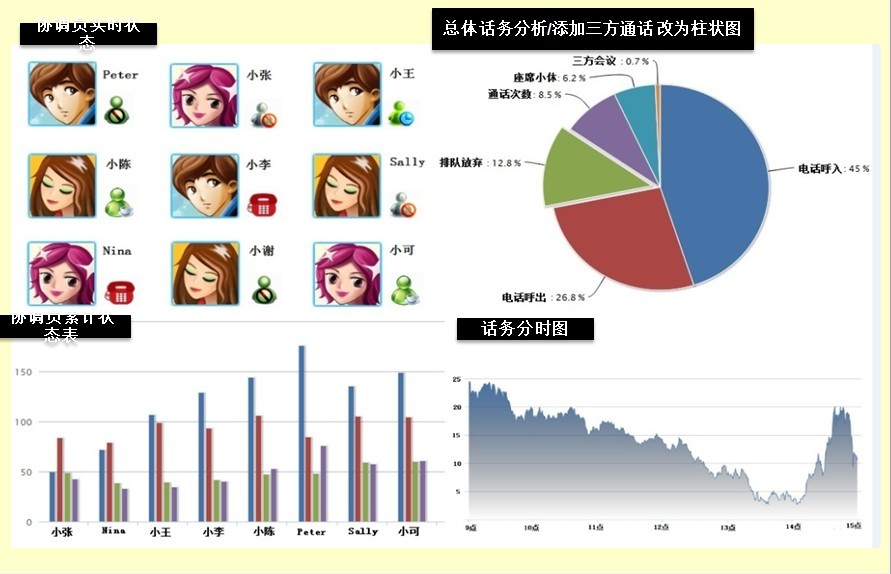 协调员实时状
态
总体话务分析/添加三方通话改为柱状图
Peter
小张
小王
小陈
小李
Sally
Nina
小谢
小可
三方会议 : 0.7 %
座席小休: 6.2 %
通话次数: 8.5 %
排队放弃 : 12.8 %
电话呼入: 45 %
电话呼出 : 26.8 %
协调员累计状
态表
150
100
50
0
小张
Nina
小王
小李
小陈
Peter
Sally
小可
话务分时图
25
20
15
10
5
9点
10点
11点
12点
13点
14点
15点